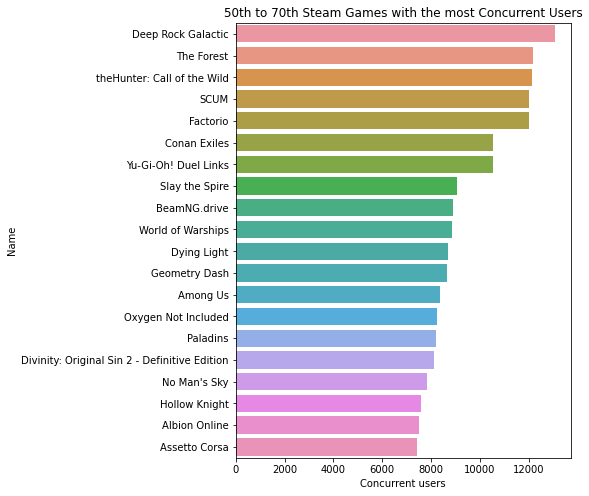 50th to 70th Steam Games with the most Concurrent Users
Deep Rock Galactic
The Forest
theHunter: Call of the Wild
SCUM
Factorio
Conan Exiles
Yu-Gi-Oh! Duel Links
Slay the Spire
BeamNG.drive
World of Warships
Dying Light
Geometry Dash
Among Us
Oxygen Not Included
Paladins
Divinity: Original Sin 2 - Definitive Edition
No Man's Sky
Hollow Knight
Albion Online
Assetto Corsa
Name
0 2000 4000 6000 8000 10000 12000
Concurrent users